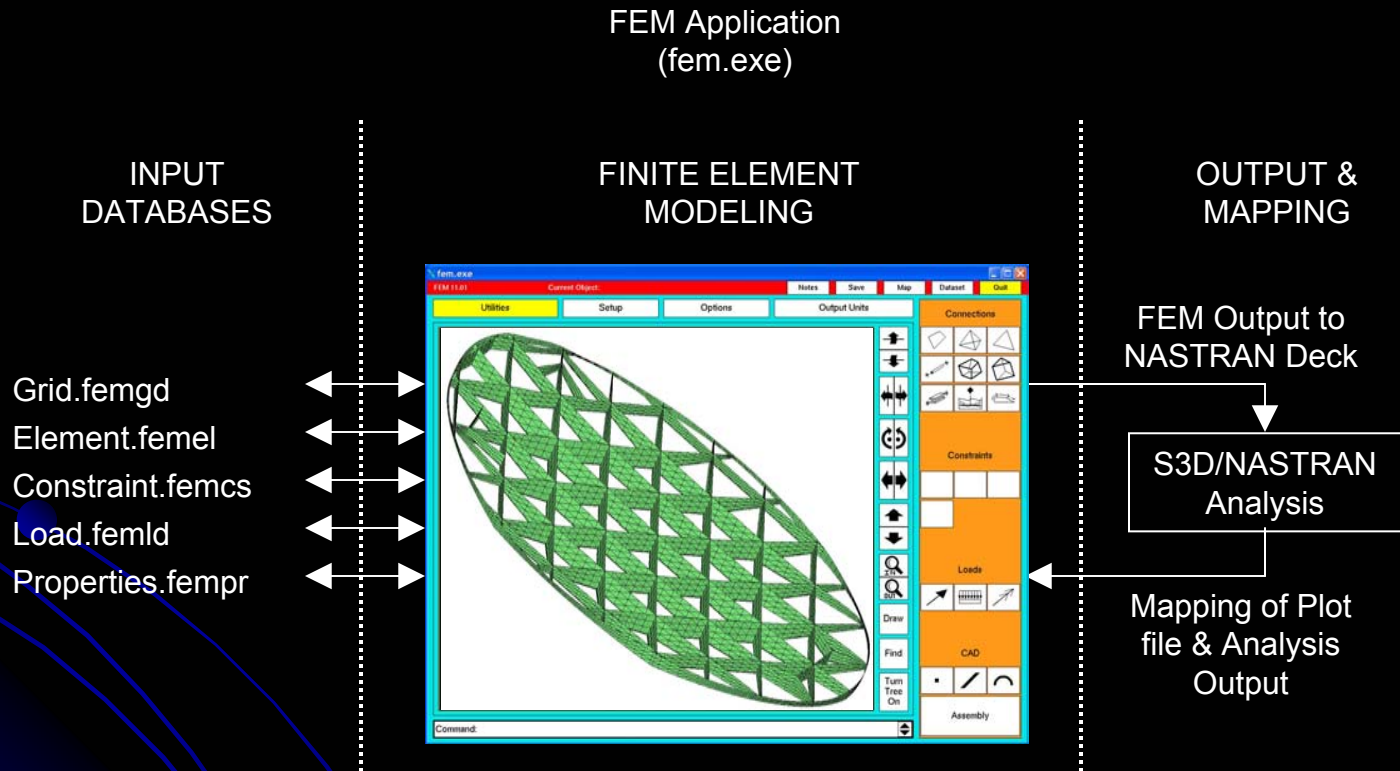 FEM Application
(fem.exe)
INPUT
DATABASES
FINITE ELEMENT
MODELING
OUTPUT &
MAPPING
Grid.femgd
Element.femel
Constraint.femcs
Load.femld
Properties.fempr
fem.exe
FEM 11.01
Current Object:
Notes
Save
Map
Dataset
Quit
Utilities
Setup
Options
Output Units
Connections
Constraints
Loads
CAD
Assembly
IN
OUT
Draw
Find
Turn
Tree
On
Command:
FEM Output to
NASTRAN Deck
S3D/NASTRAN
Analysis
Mapping of Plot
file & Analysis
Output